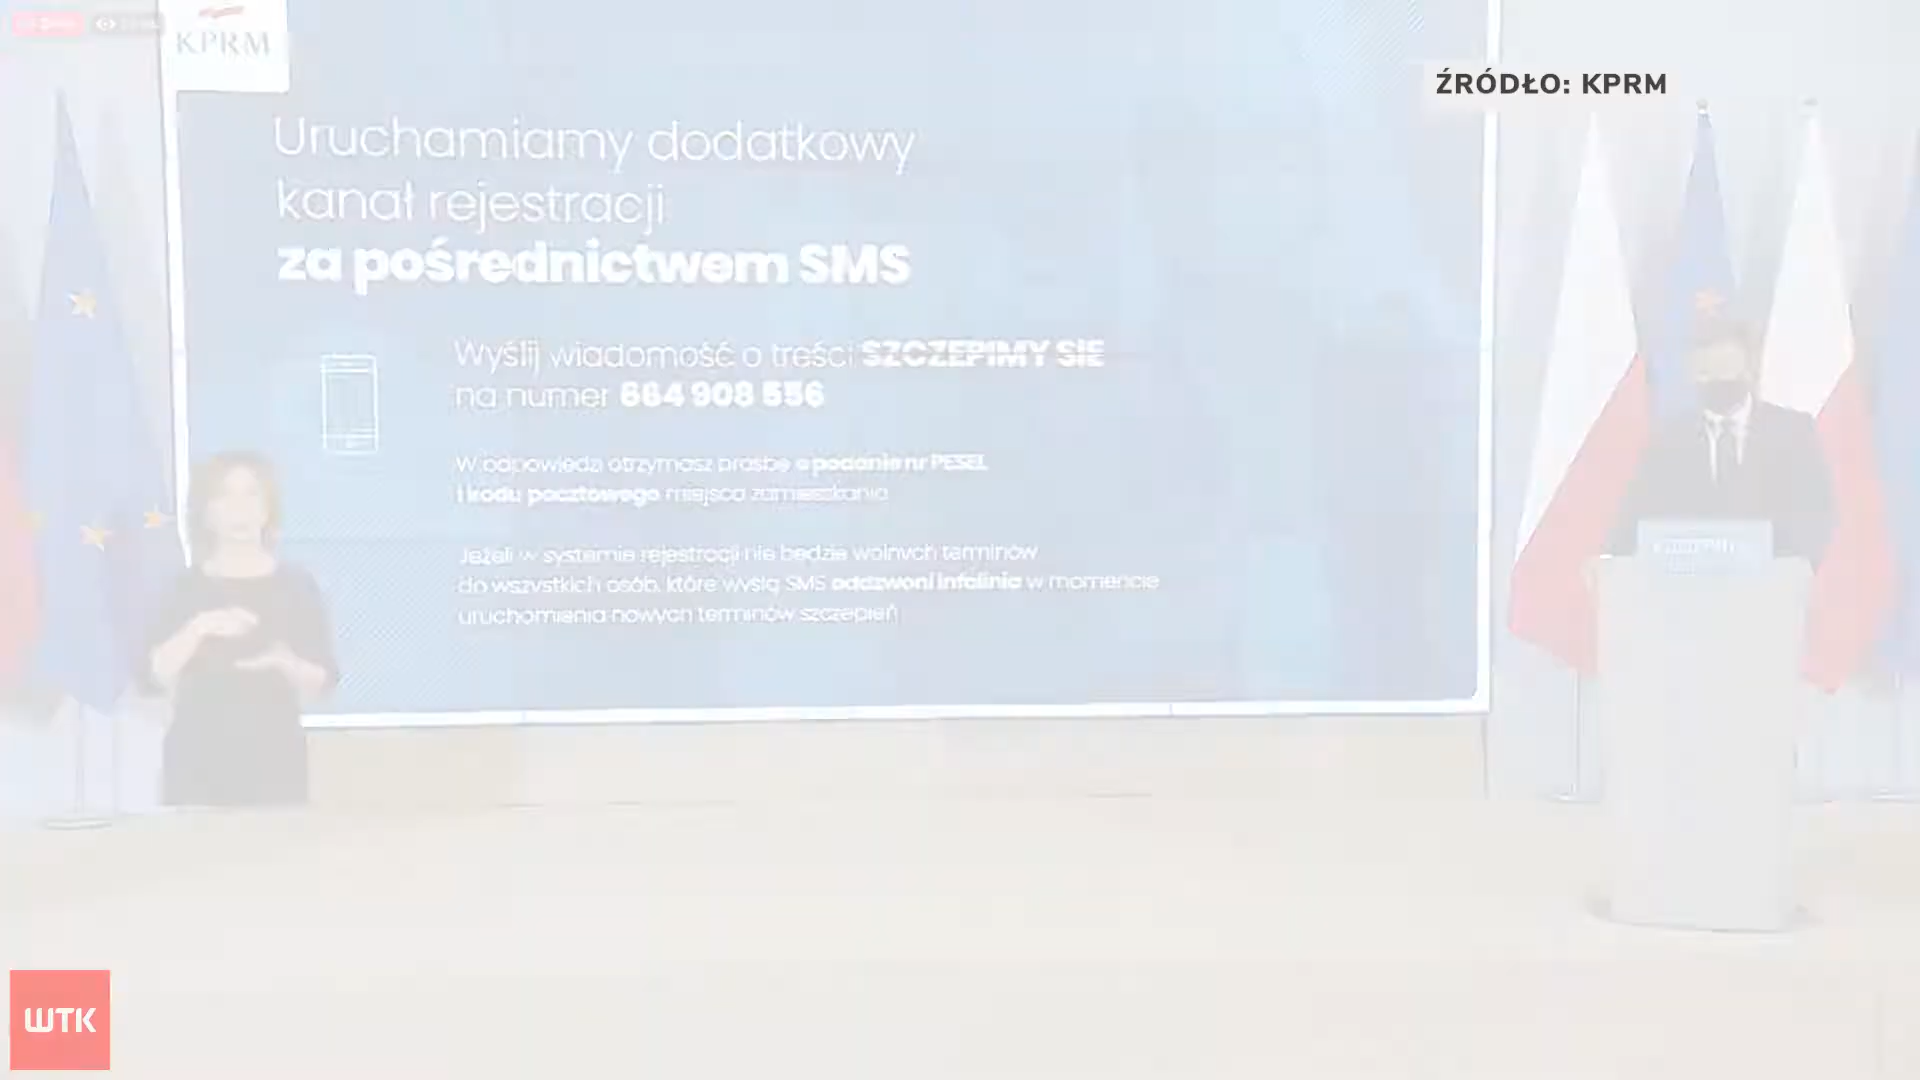 KPRM
ŹRÓDŁO: KPRM
Uruchamiamy dodatkowy
kanał rejestracji
za pośrednictwem SMS
Wyślij wiadomość o treści SZCZEPIMY SIĘ
na numer 664 908 556
W odpowiedzi otrzymasz prośbę o podanie nr PESEL
i kodu pocztowego miejsca zamieszkania
Jeżeli w systemie rejestracji nie będzie wolnych terminów
do wszystkich osób, które wyślą SMS oddzwoni infolinia w momencie
uruchomienia nowych terminów szczepień
WTK